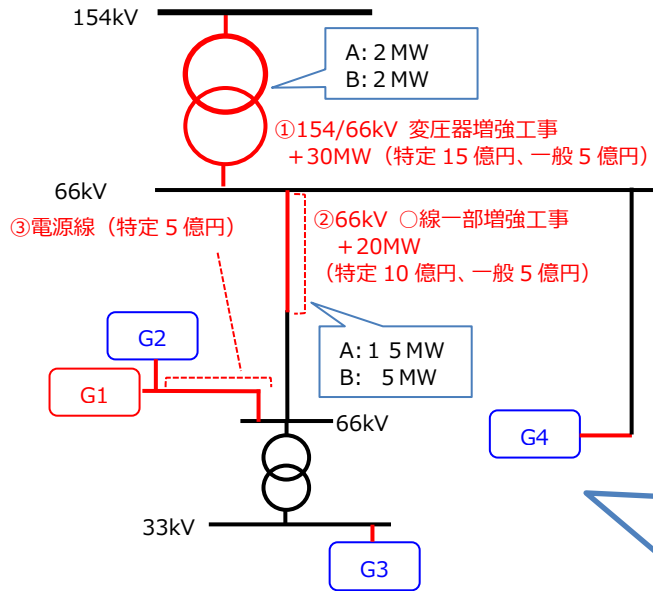 154kV
A: 2 MW
B: 2 MW
①154/66kV 変圧器増強工事
+30MW（特定 15 億円、一般 5 億円）
66kV
③電源線（特定 5 億円）
②66kV ○線一部増強工事
+20MW
（特定 10 億円、一般 5 億円）
G2
A: 1 5 MW
B: 5 MW
G1
G4
66kV
33kV
G3